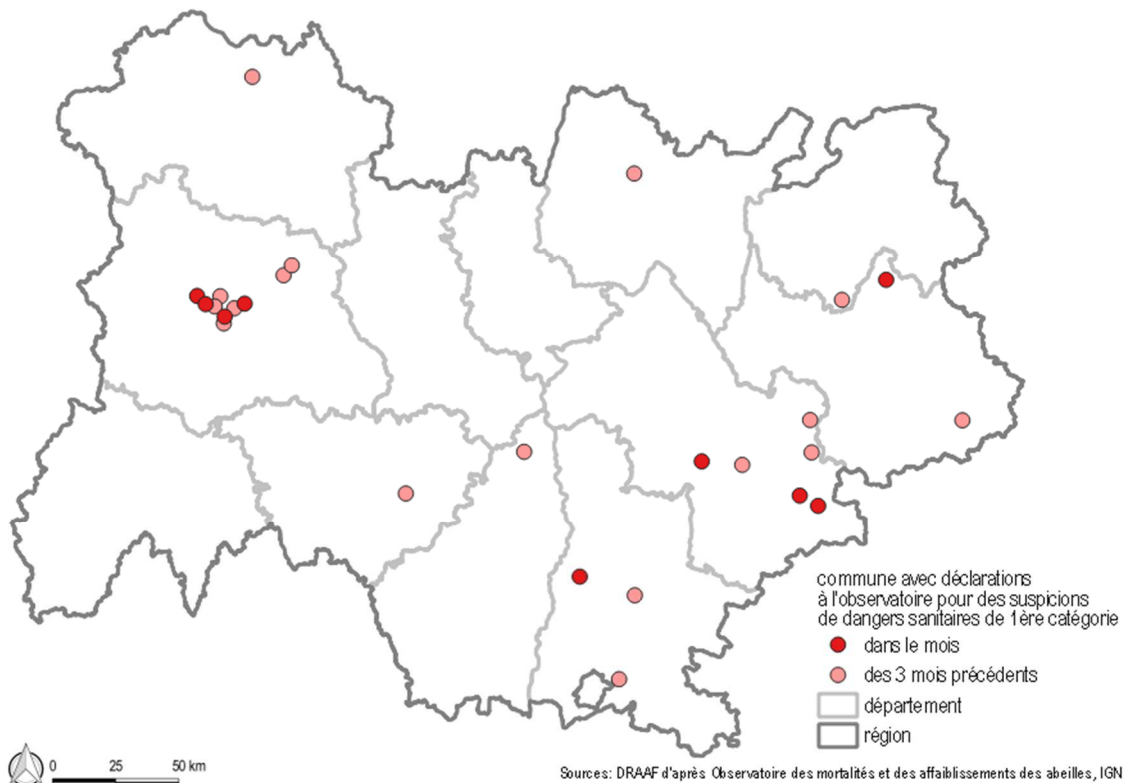 commune avec déclarations
à l'observatoire pour des suspicions
de dangers sanitaires de 1ère catégorie
dans le mois
des 3 mois précédents
département
région
0 25 50 km
Sources: DRAAF d'après Observatoire des mortalités et des affaiblissements des abeilles, IGN